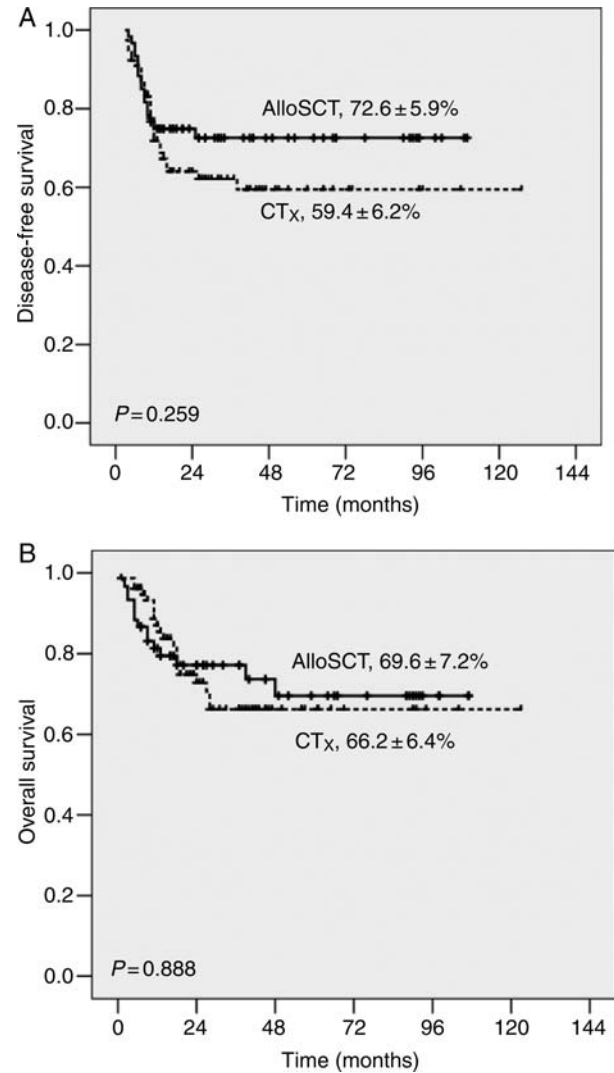 A
1.0
0.8
0.6
0.4
0.2
0.0
Disease-free survival
AlloSCT, 72.6±5.9%
CTX, 59.4±6.2%
P=0.259
0 24 48 72 96 120 144
Time (months)
B
1.0
0.8
0.6
0.4
0.2
0.0
Overall survival
AlloSCT, 69.6±7.2%
CTX, 66.2±6.4%
P=0.888
0 24 48 72 96 120 144
Time (months)